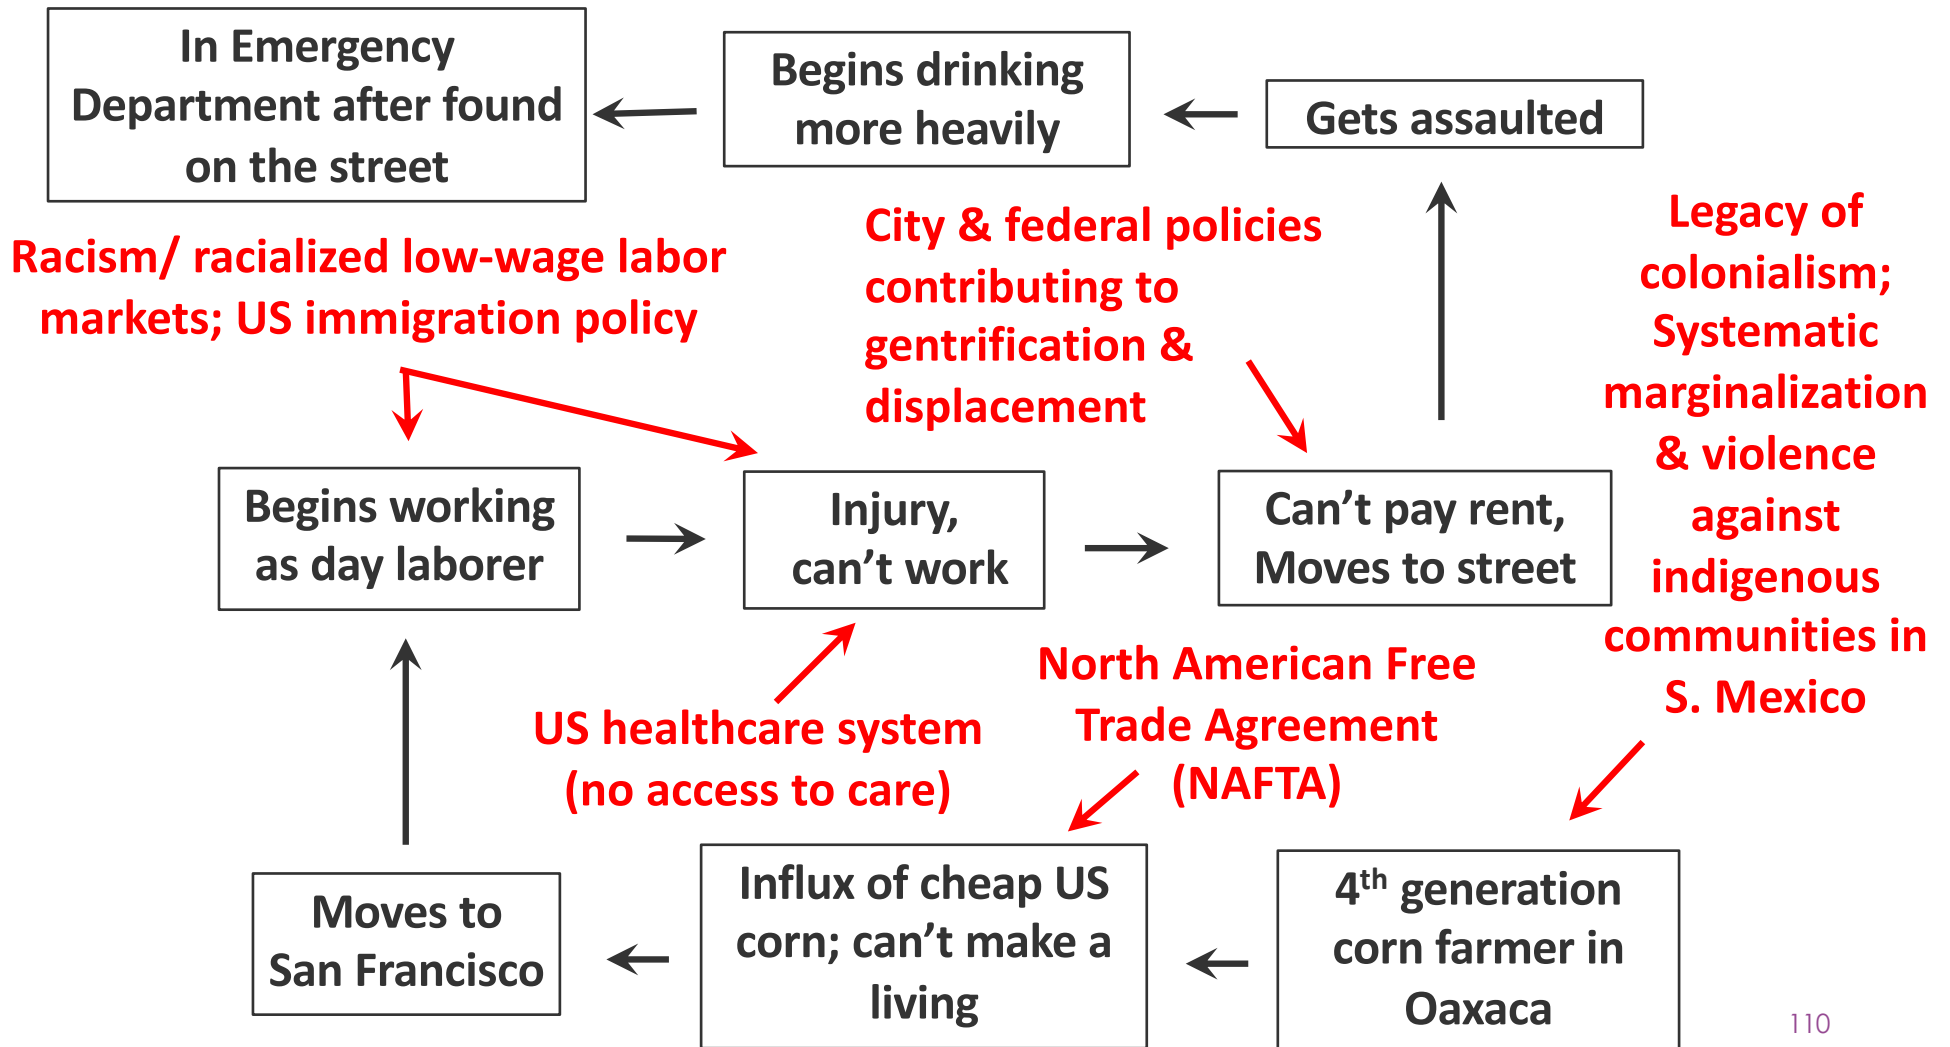 In Emergency
Department after found
on the street
Begins drinking
more heavily
Gets assaulted
Racism/ racialized low-wage labor
markets; US immigration policy
City & federal policies
contributing to
gentrification &
displacement
Legacy of
colonialism;
Systematic
marginalization
& violence
against
indigenous
communities in
S. Mexico
Begins working
as day laborer
Injury,
can’t work
Can’t pay rent,
Moves to street
US healthcare system
(no access to care)
North American Free
Trade Agreement
(NAFTA)
Moves to
San Francisco
Influx of cheap US
corn; can’t make a
living
4th generation
corn farmer in
Oaxaca
110